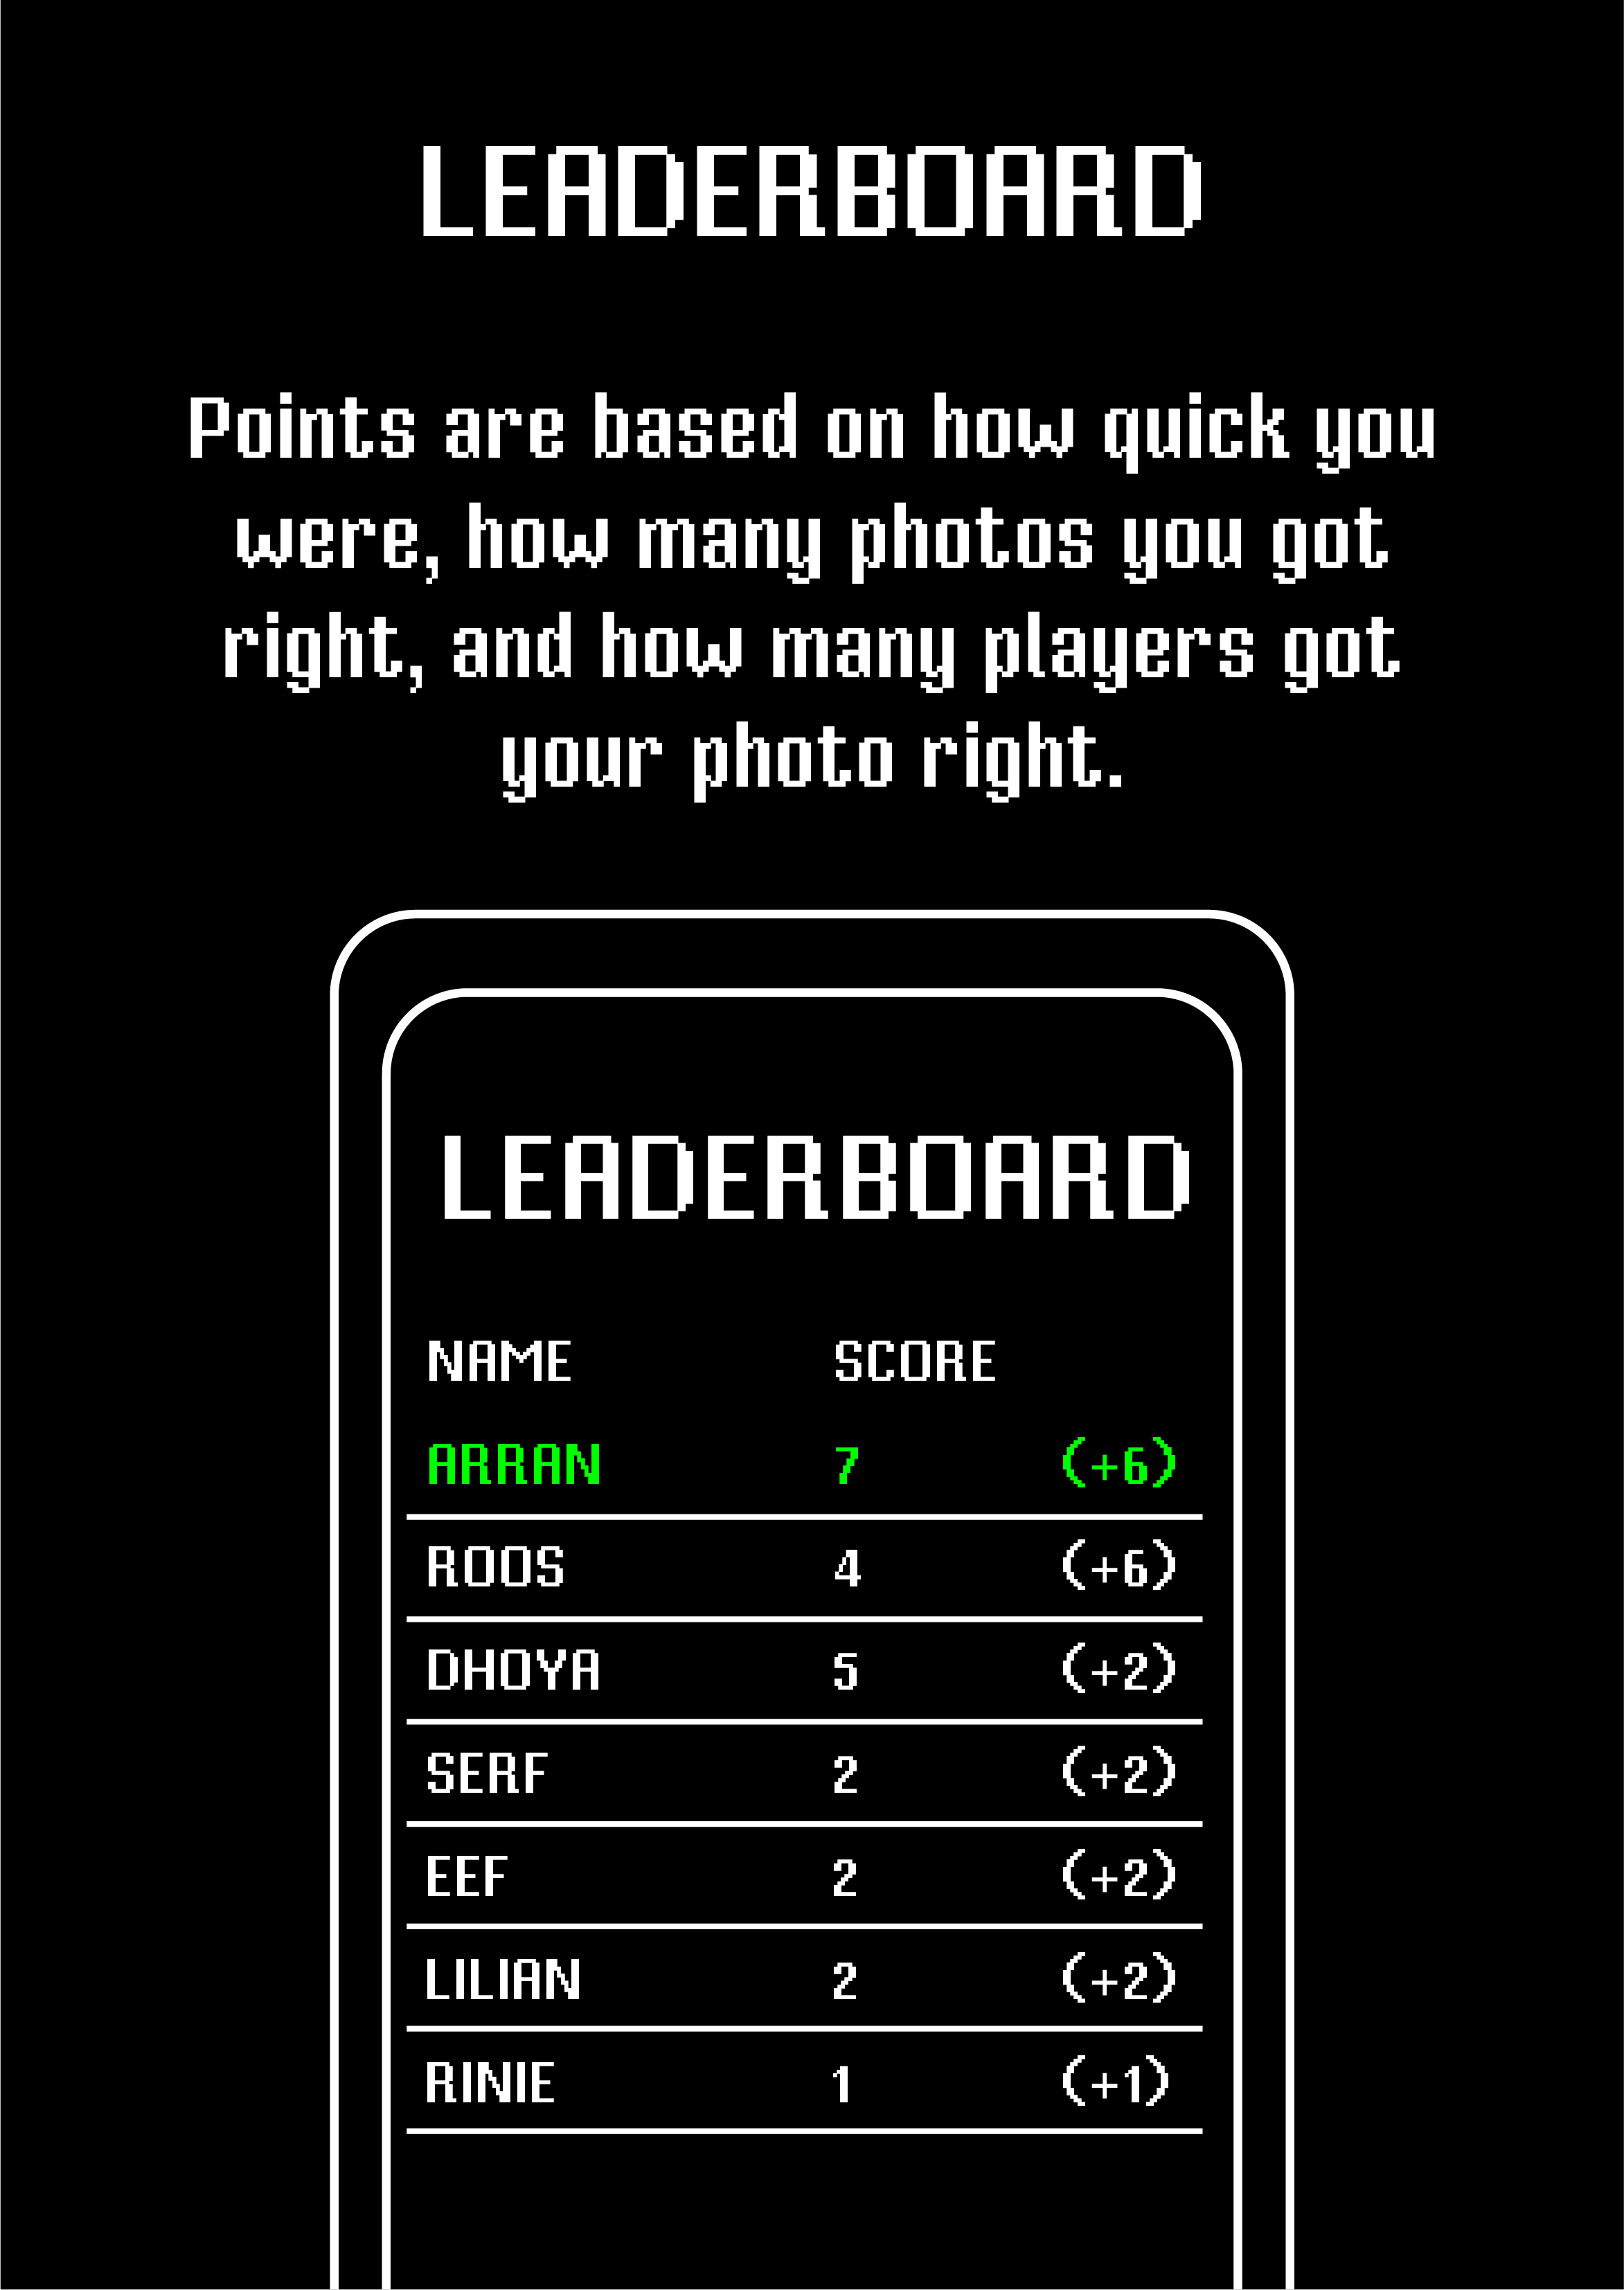 LEADERBOARD
Points are based on how quick you
were, how many photos you got
right, and how many players got
your photo right.
LEADERBOARD
NAME SCORE
ARRAN 7 (+6)
ROOS 4 (+6)
DHOYA 5 (+2)
SERF 2 (+2)
EEF 2 (+2)
LILIAN 2 (+2)
RINIE 1 (+1)